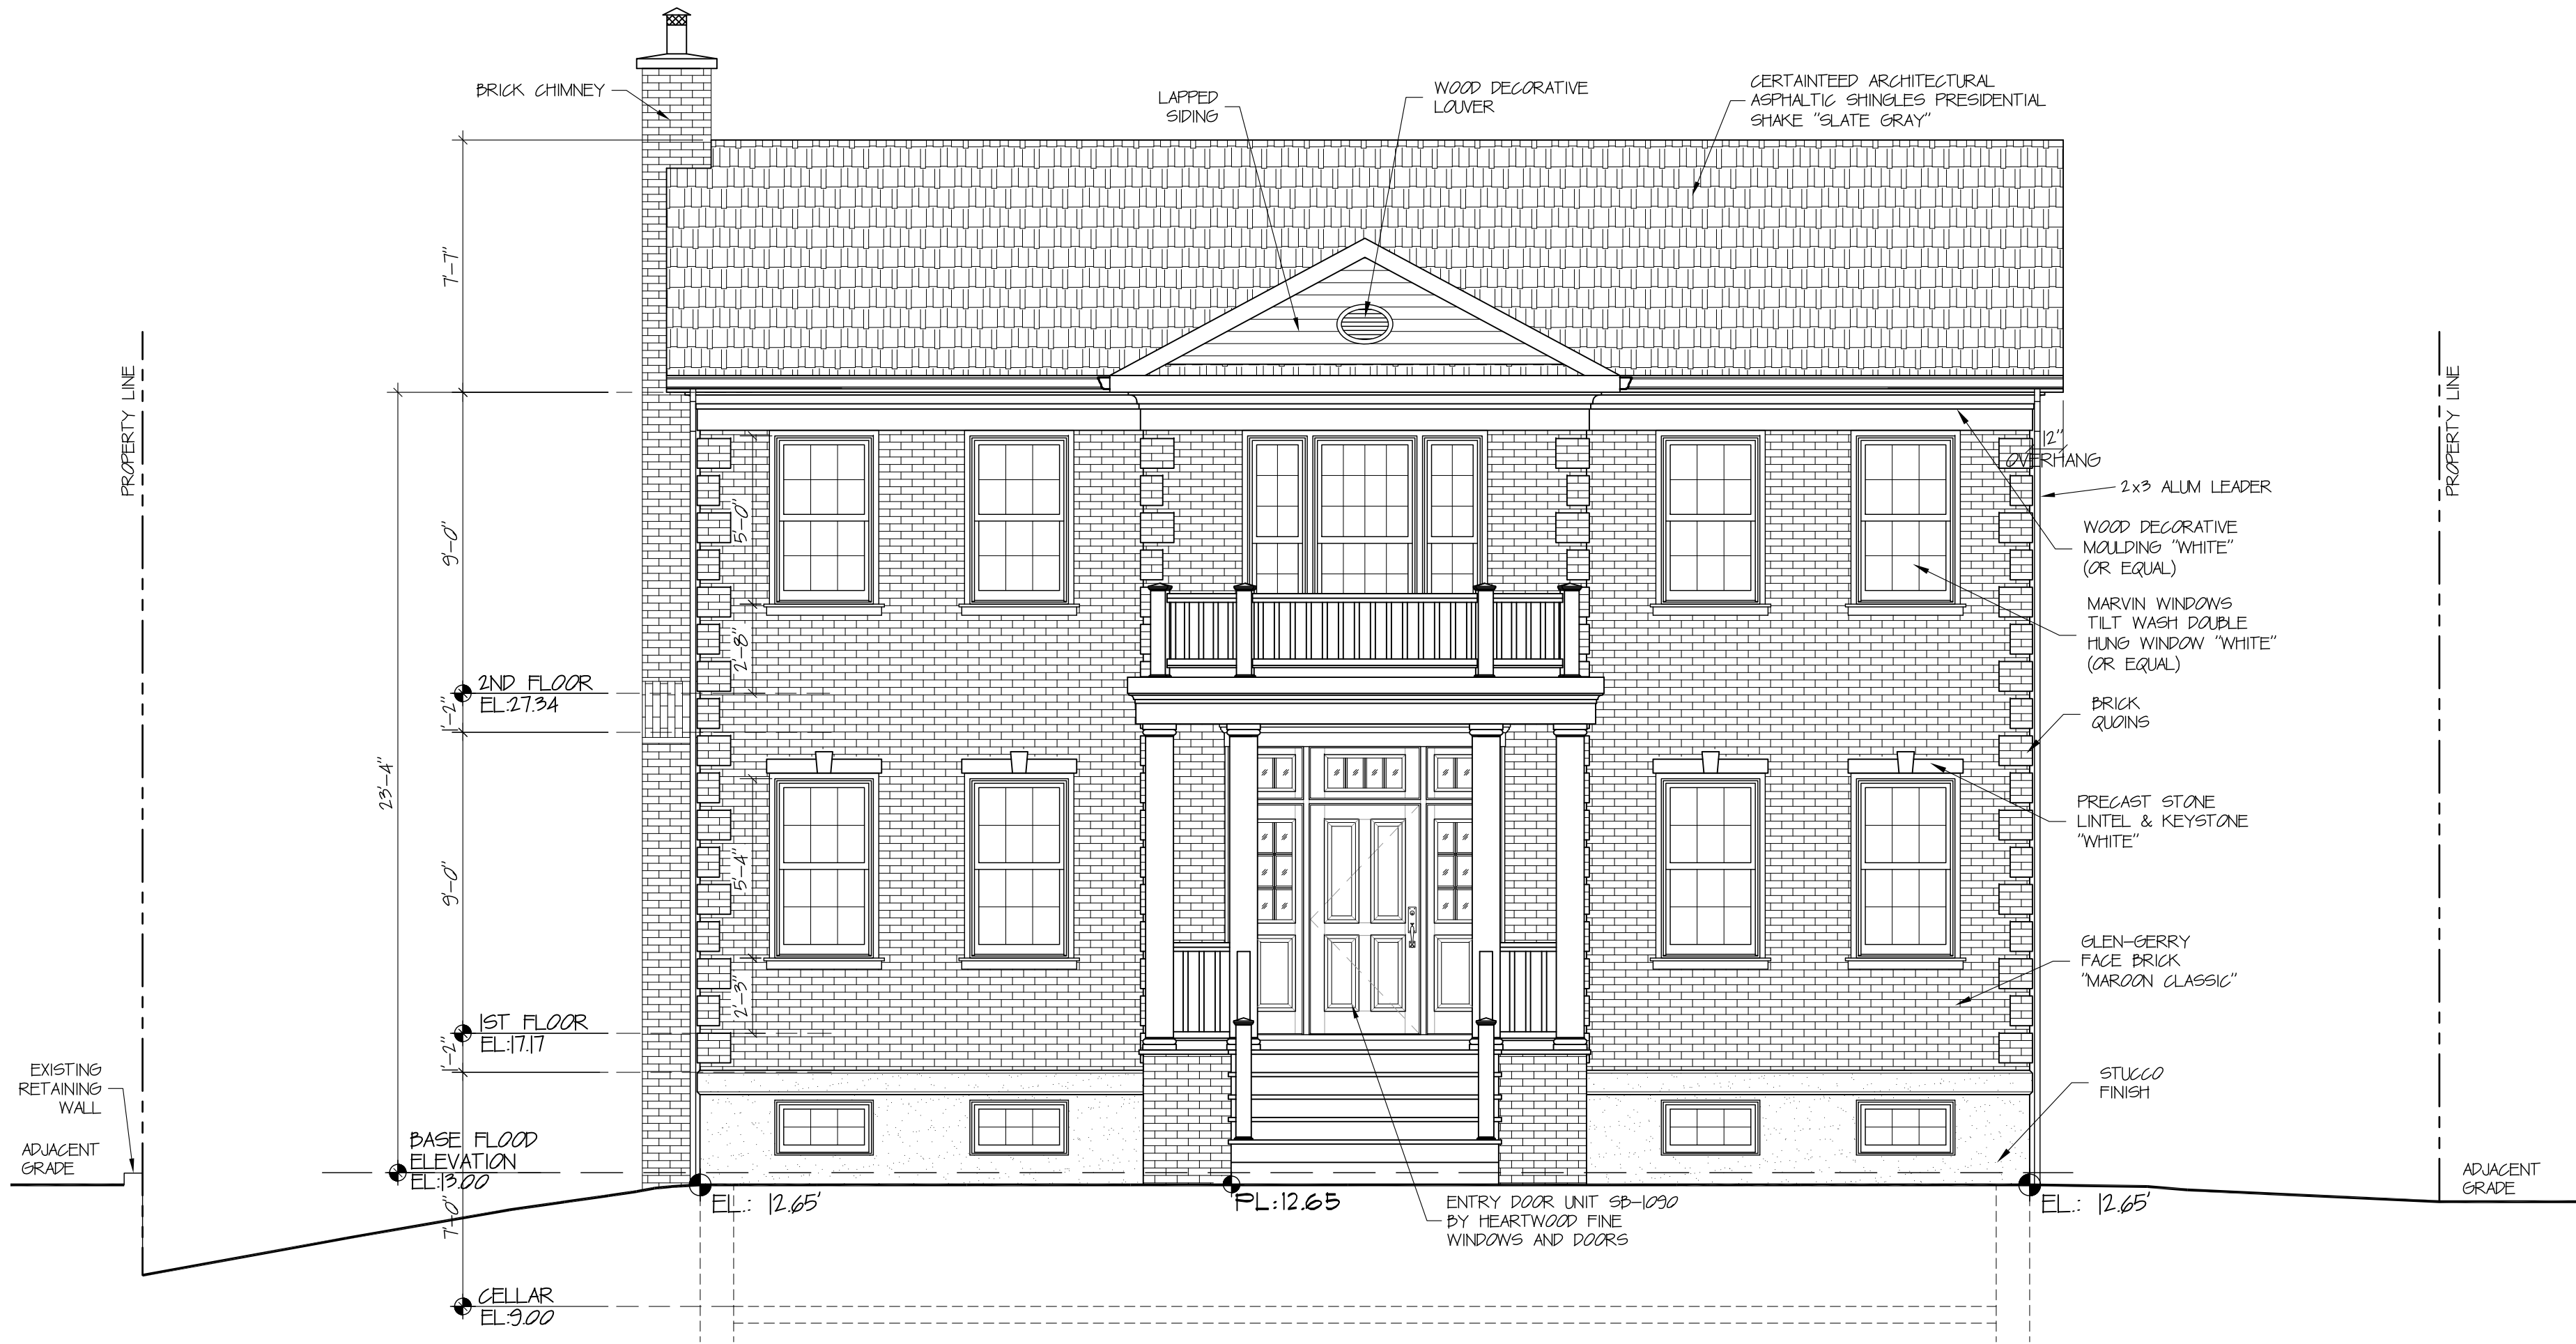 BRICK CHIMNEY
LAPPED
SIDING
WOOD DECORATIVE
LOUVER
CERTAINTEED ARCHITECTURAL
ASPHALTIC SHINGLES PRESIDENTIAL
SHAKE "SLATE GRAY"
7'-7"
PROPERTY LINE
PROPERTY LINE
12"
OVERHANG
2x3 ALUM LEADER
WOOD DECORATIVE
MOULDING "WHITE"
(OR EQUAL)
MARVIN WINDOWS
TILT WASH DOUBLE
HUNG WINDOW "WHITE"
(OR EQUAL)
9'-0"
5'-0"
2'-8"
2ND FLOOR
EL:27.34
1'-2"
BRICK
QUOINS
23'-4"
PRECAST STONE
LINTEL & KEYSTONE
"WHITE"
9'-0"
5'-4"
2'-3"
GLEN-GERRY
FACE BRICK
"MAROON CLASSIC"
1ST FLOOR
EL:17.17
1'-2"
EXISTING
RETAINING
WALL
STUCCO
FINISH
ADJACENT
GRADE
BASE FLOOD
ELEVATION
EL:13.00
ADJACENT
GRADE
7'-0"
EL.: 12.65'
PL:12.65
ENTRY DOOR UNIT SB-1090
BY HEARTWOOD FINE
WINDOWS AND DOORS
EL.: 12.65'
CELLAR
EL:9.00